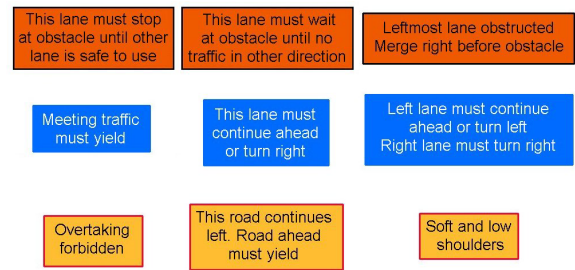 This lane must stop
at obstacle until other
lane is safe to use
This lane must wait
at obstacle until no
traffic in other direction
Leftmost lane obstructed
Merge right before obstacle
Meeting traffic
must yield
This lane must
continue ahead
or turn right
Left lane must continue
ahead or turn left
Right lane must turn right
Overtaking
forbidden
This road continues
left. Road ahead
must yield
Soft and low
shoulders